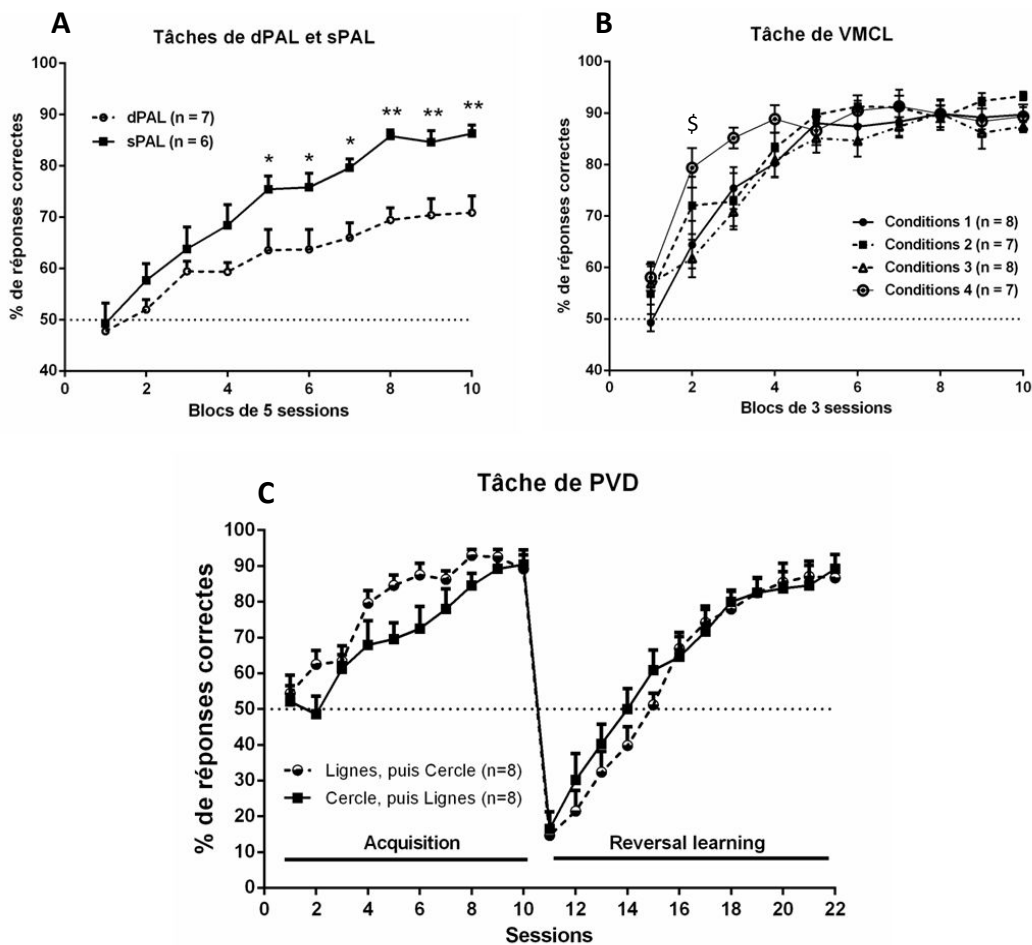 A
Tâches de dPAL et sPAL
% de réponses correctes
100
90
80
70
60
50
40
dPAL (n = 7)
sPAL (n = 6)
* * * ** ** **
0 2 4 6 8 10
Blocs de 5 sessions
B
Tâche de VMCL
% de réponses correctes
100
90
80
70
60
50
40
$
Conditions 1 (n = 8)
Conditions 2 (n = 7)
Conditions 3 (n = 8)
Conditions 4 (n = 7)
0 2 4 6 8 10
Blocs de 3 sessions
C
Tâche de PVD
% de réponses correctes
100
90
80
70
60
50
40
30
20
10
0
Lignes, puis Cercle (n=8)
Cercle, puis Lignes (n=8)
Acquisition
Reversal learning
0 2 4 6 8 10 12 14 16 18 20 22
Sessions